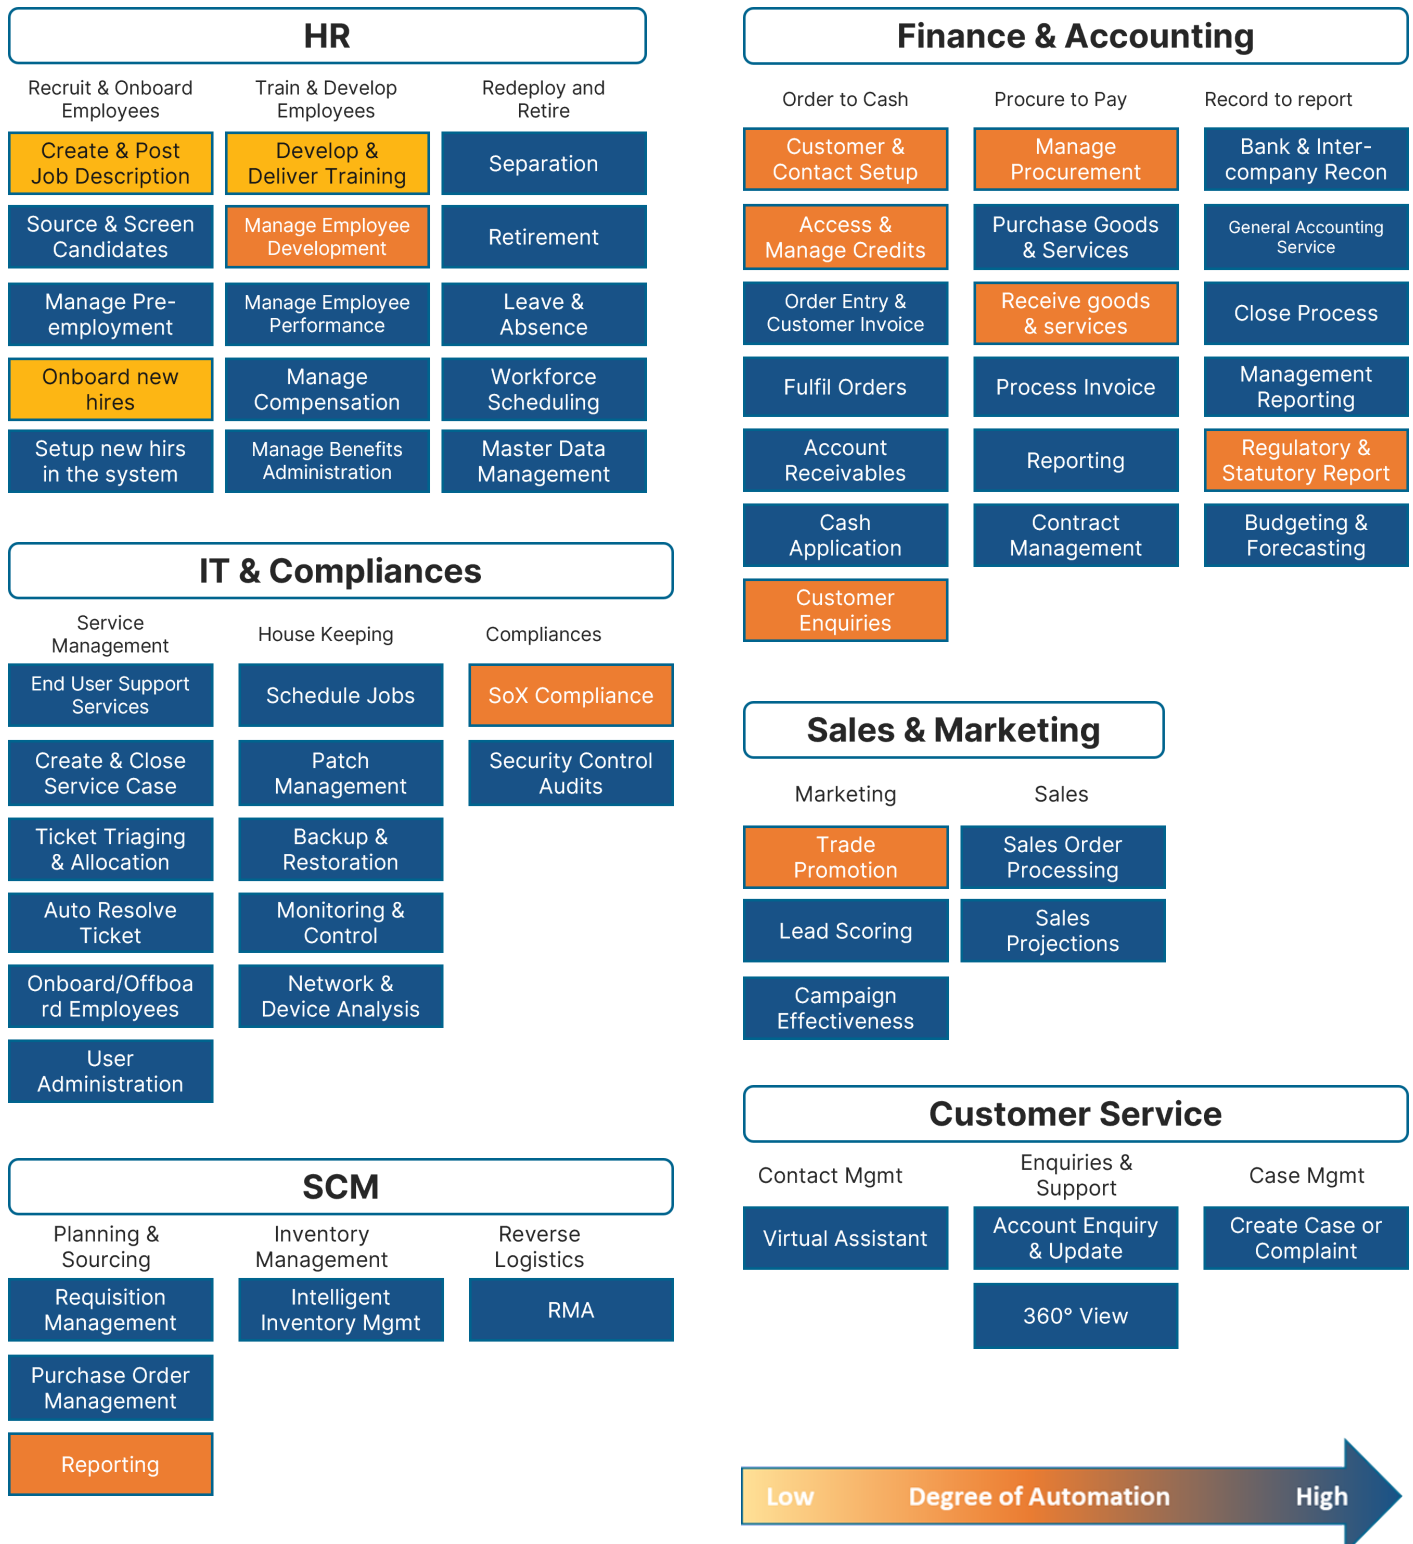 HR
Recruit & Onboard
Employees
Create & Post
Job Description
Source & Screen
Candidates
Manage Pre-
employment
Onboard new
hires
Setup new hirs
in the system
Train & Develop
Employees
Develop &
Deliver Training
Manage Employee
Development
Manage Employee
Performance
Manage
Compensation
Manage Benefits
Administration
Redeploy and
Retire
Separation
Retirement
Leave &
Absence
Workforce
Scheduling
Master Data
Management
Finance & Accounting
Order to Cash
Customer &
Contact Setup
Access &
Manage Credits
Order Entry &
Customer Invoice
Fulfil Orders
Account
Receivables
Cash
Application
Customer
Enquiries
Procure to Pay
Manage
Procurement
Purchase Goods
& Services
Receive goods
& services
Process Invoice
Reporting
Contract
Management
Record to report
Bank & Inter-
company Recon
General Accounting
Service
Close Process
Management
Reporting
Regulatory &
Statutory Report
Budgeting &
Forecasting
IT & Compliances
Service
Management
End User Support
Services
Create & Close
Service Case
Ticket Triaging
& Allocation
Auto Resolve
Ticket
Onboard/Offboa
rd Employees
User
Administration
House Keeping
Schedule Jobs
Patch
Management
Backup &
Restoration
Monitoring &
Control
Network &
Device Analysis
Compliances
SoX Compliance
Security Control
Audits
Sales & Marketing
Marketing
Trade
Promotion
Lead Scoring
Campaign
Effectiveness
Sales
Sales Order
Processing
Sales
Projections
SCM
Planning &
Sourcing
Requisition
Management
Purchase Order
Management
Reporting
Inventory
Management
Intelligent
Inventory Mgmt
Reverse
Logistics
RMA
Customer Service
Contact Mgmt
Virtual Assistant
Enquiries &
Support
Account Enquiry
& Update
360° View
Case Mgmt
Create Case or
Complaint
Low Degree of Automation High